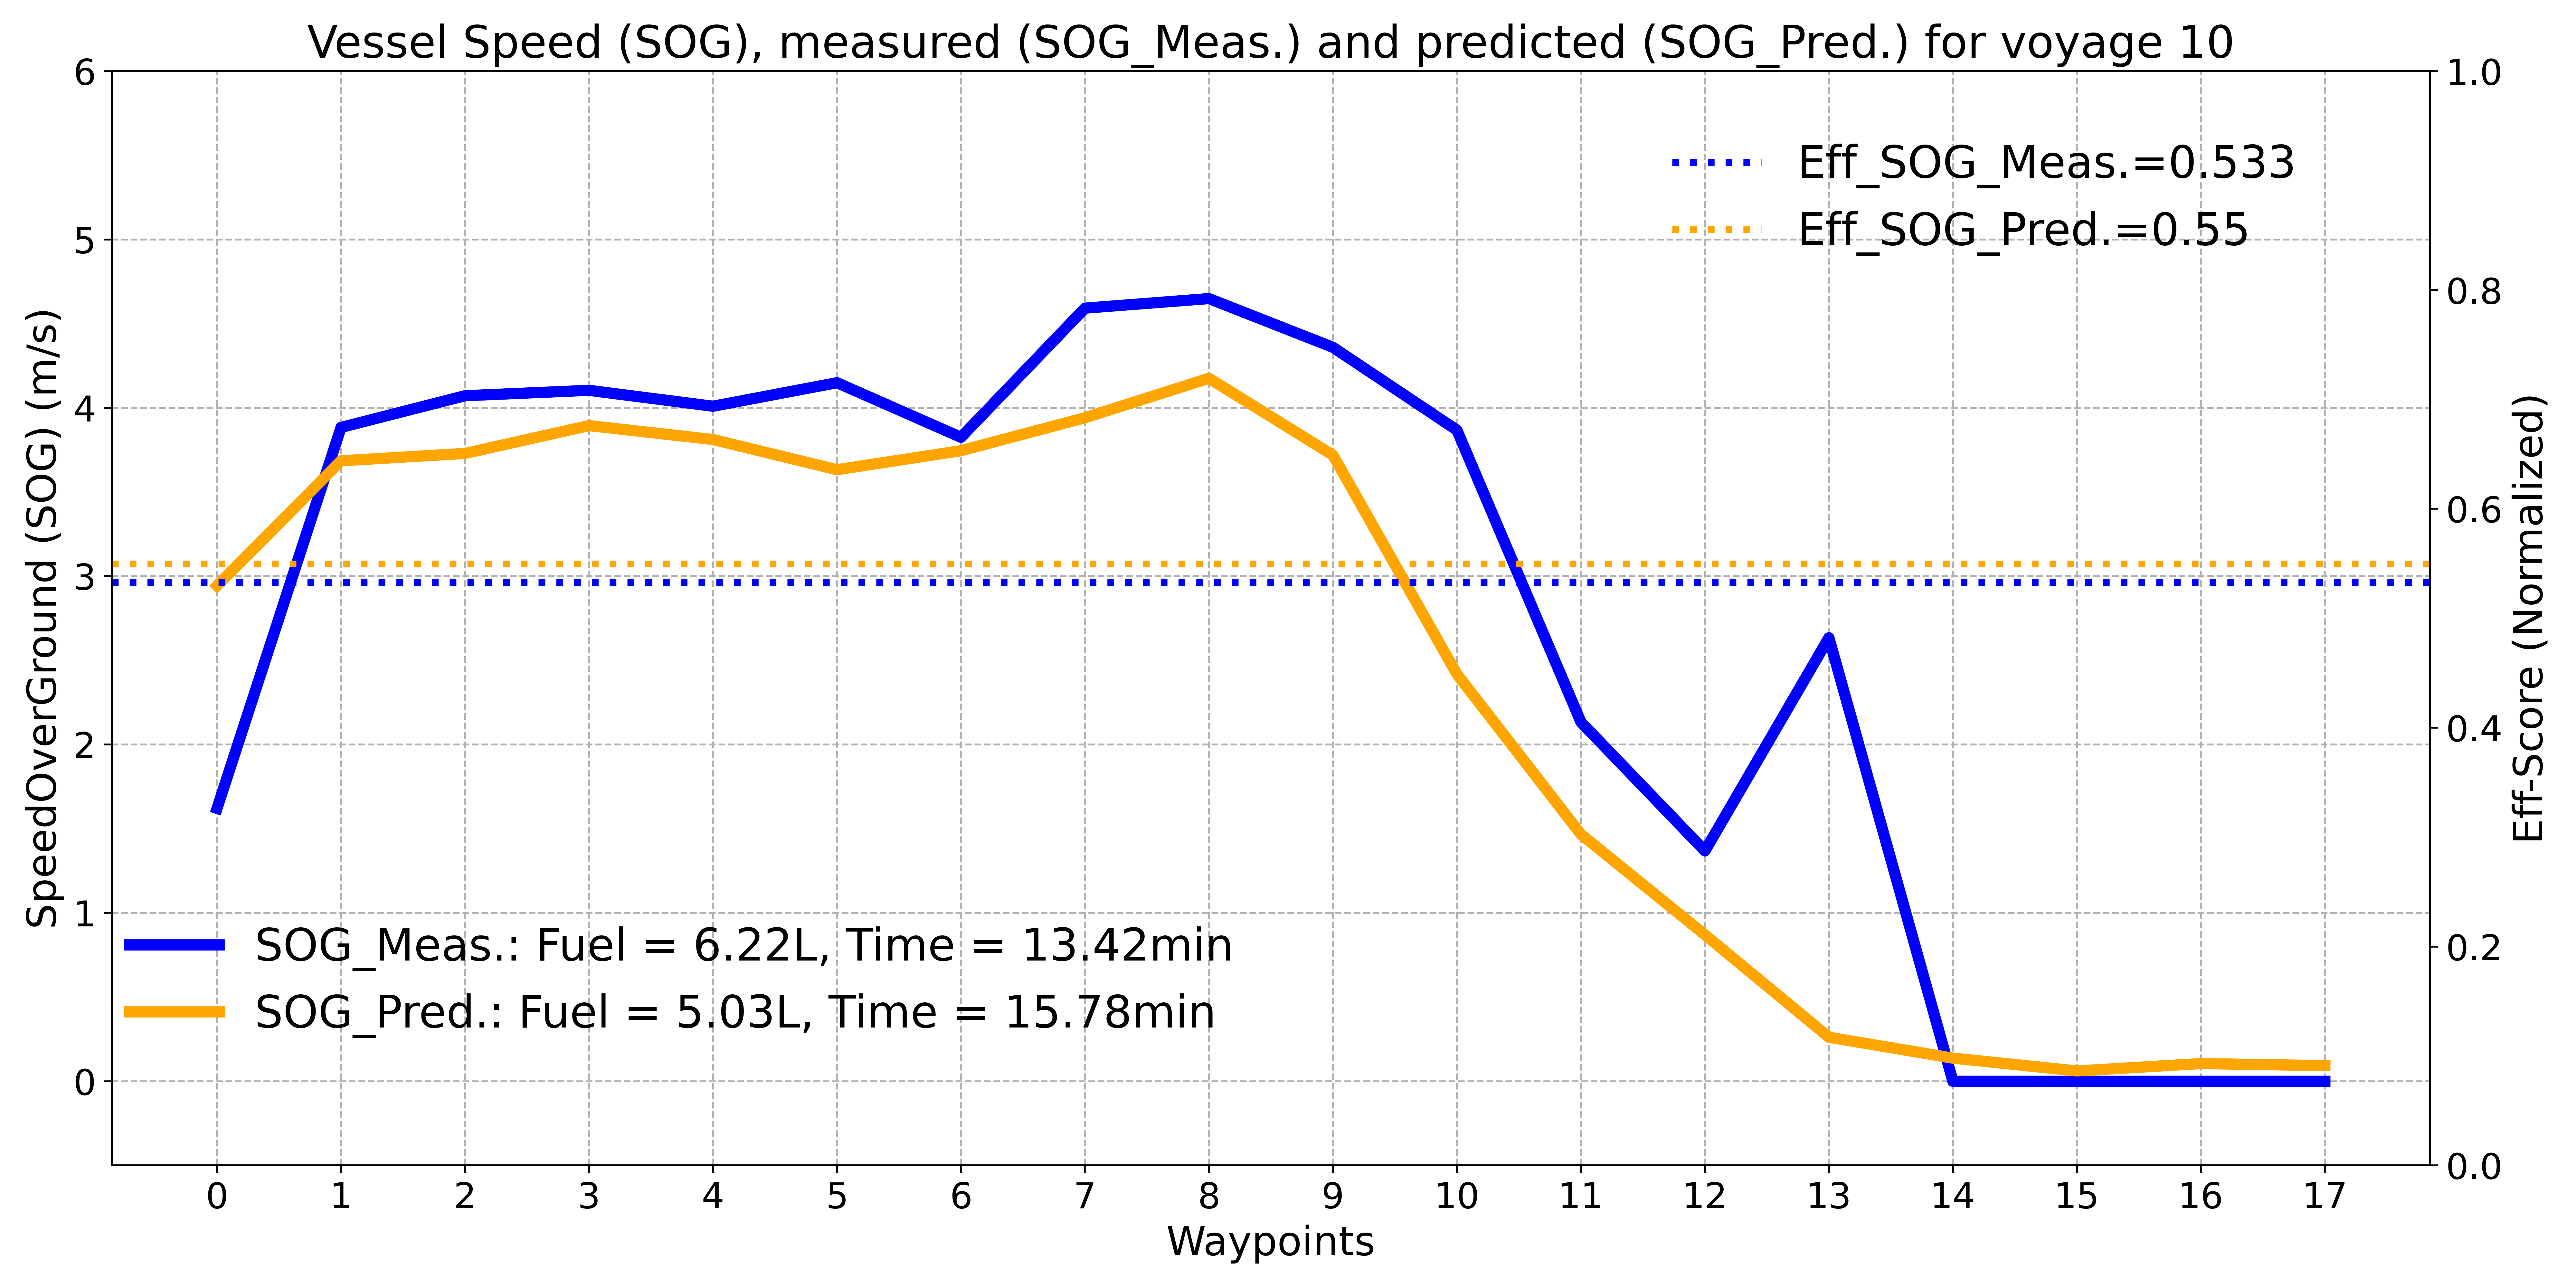 Vessel Speed (SOG), measured (SOG_Meas.) and predicted (SOG_Pred.) for voyage 10
6
5
4
3
2
1
0
SpeedOverGround (SOG) (m/s)
1.0
0.8
0.6
0.4
0.2
0.0
Eff-Score (Normalized)
Eff_SOG_Meas.=0.533
Eff_SOG_Pred.=0.55
SOG_Meas.: Fuel = 6.22L, Time = 13.42min
SOG_Pred.: Fuel = 5.03L, Time = 15.78min
0 1 2 3 4 5 6 7 8 9 10 11 12 13 14 15 16 17
Waypoints